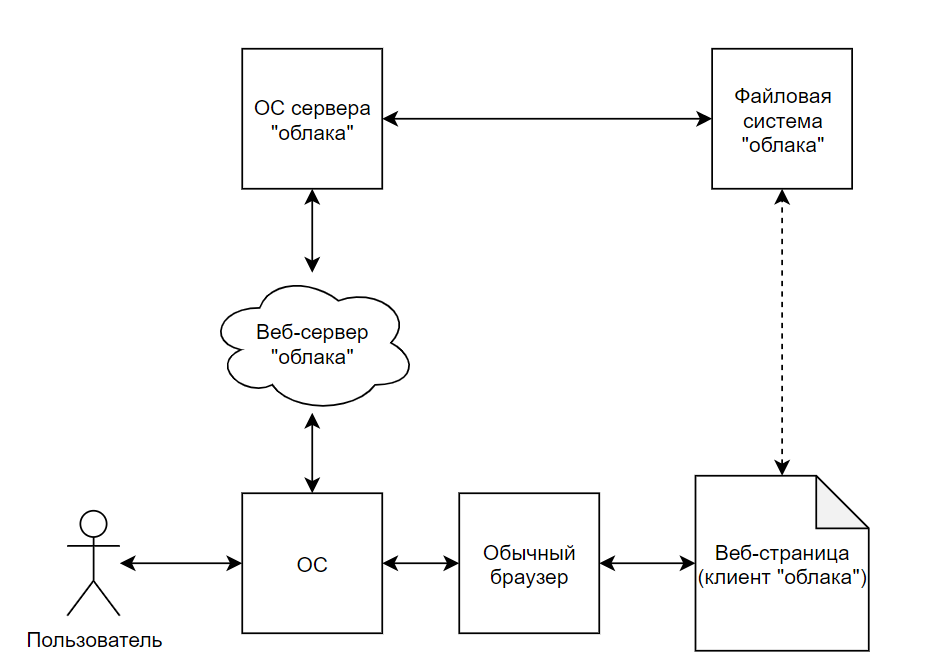 ОС сервера
"облака"
Файловая
система
"облака"
Веб-сервер
"облака"
Пользователь
ОС
Обычный
браузер
Веб-страница
(клиент "облака")